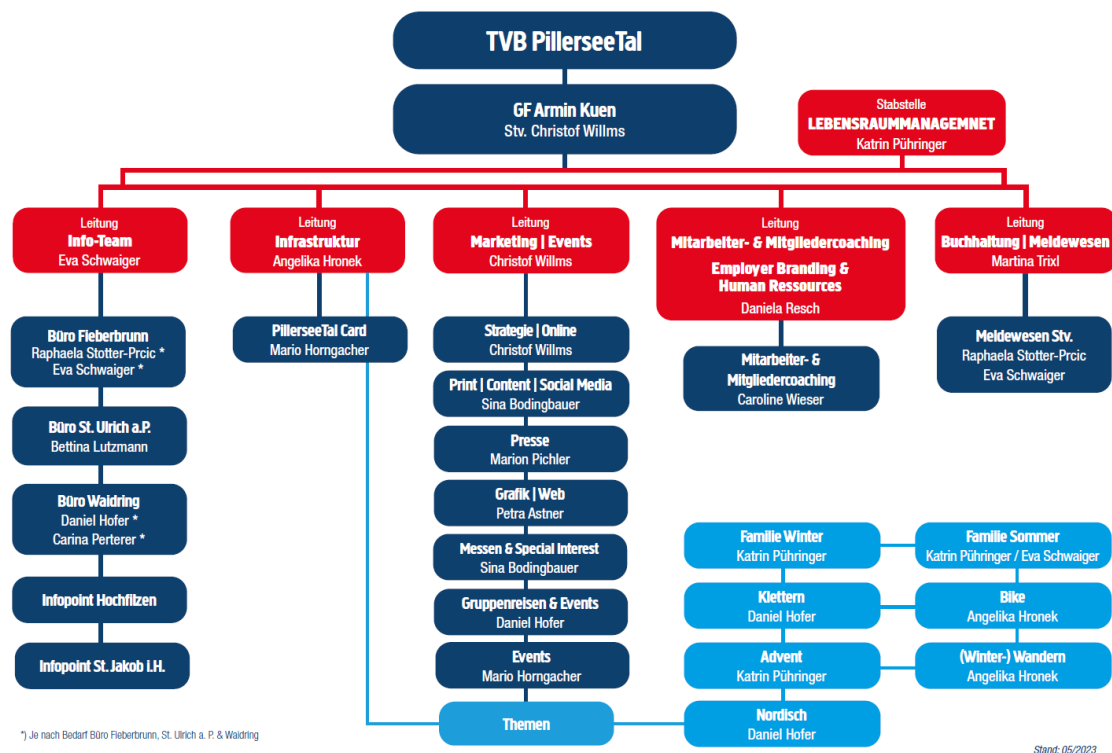 TVB PillerseeTal
GF Armin Kuen
Stv. Christof Willms
Stabstelle
LEBENSRAUMMANAGEMNET
Katrin Pühringer
Leitung
Info-Team
Eva Schwaiger
Leitung
Infrastruktur
Angelika Hronek
Leitung
Marketing | Events
Christof Willms
Leitung
Mitarbeiter- & Mitgliedercoaching
Employer Branding &
Human Ressources
Daniela Resch
Leitung
Buchhaltung | Meldewesen
Martina Trixl
Büro Fieberbrunn
Raphaela Stotter-Prcic *
Eva Schwaiger *
Büro St. Ulrich a.P.
Bettina Lutzmann
Büro Waidring
Daniel Hofer *
Carina Perterer *
Infopoint Hochfilzen
Infopoint St. Jakob i.H.
PillerseeTal Card
Mario Horngacher
Strategie | Online
Christof Willms
Print | Content | Social Media
Sina Bodingbauer
Presse
Marion Pichler
Grafik | Web
Petra Astner
Messen & Special Interest
Sina Bodingbauer
Gruppenreisen & Events
Daniel Hofer
Events
Mario Horngacher
Themen
Mitarbeiter- &
Mitgliedercoaching
Caroline Wieser
Meldewesen Stv.
Raphaela Stotter-Prcic
Eva Schwaiger
Familie Winter
Katrin Pühringer
Familie Sommer
Katrin Pühringer / Eva Schwaiger
Klettern
Daniel Hofer
Bike
Angelika Hronek
Advent
Katrin Pühringer
(Winter-) Wandern
Angelika Hronek
Nordisch
Daniel Hofer
*) Je nach Bedarf Büro Fieberbrunn, St. Ulrich a. P. & Waidring
Stand: 05/2023